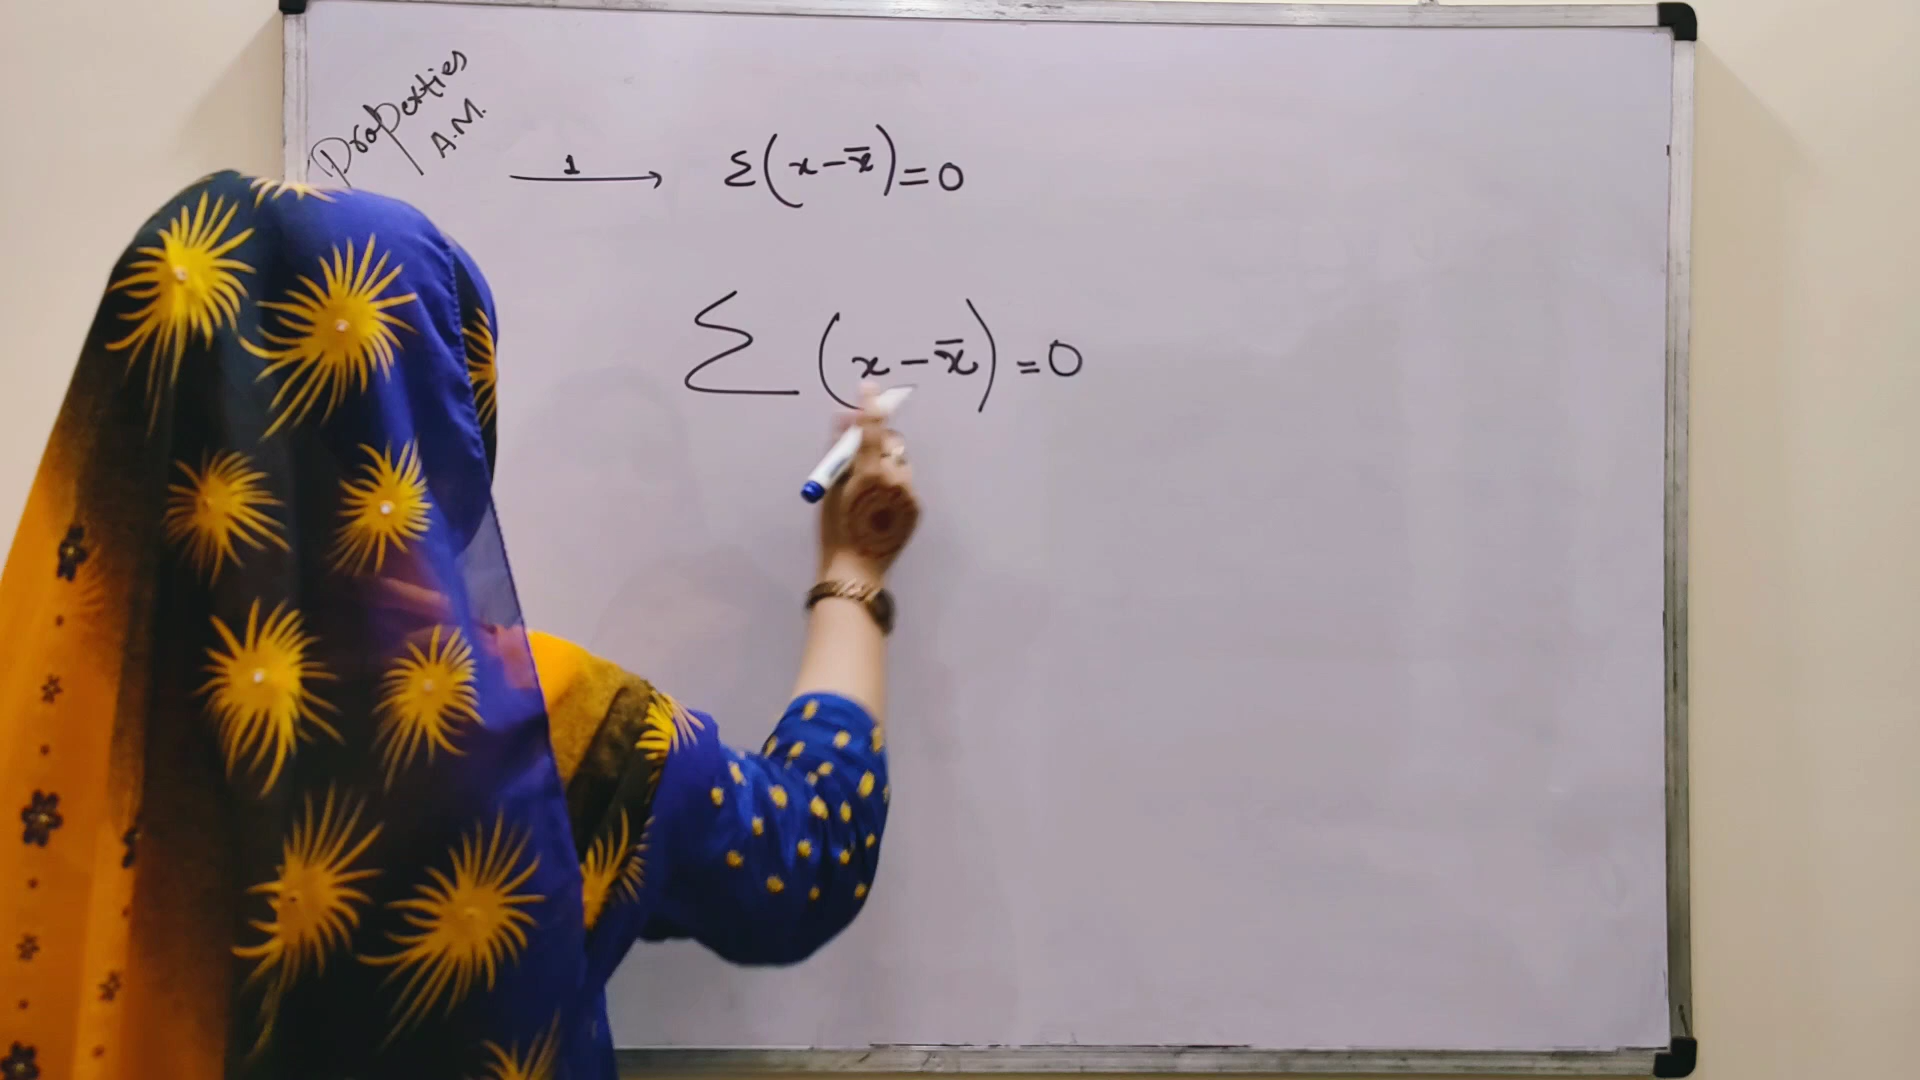 Properties
A.M.
1 → Σ(x-x̄)=0
Σ (x-x̄)=0